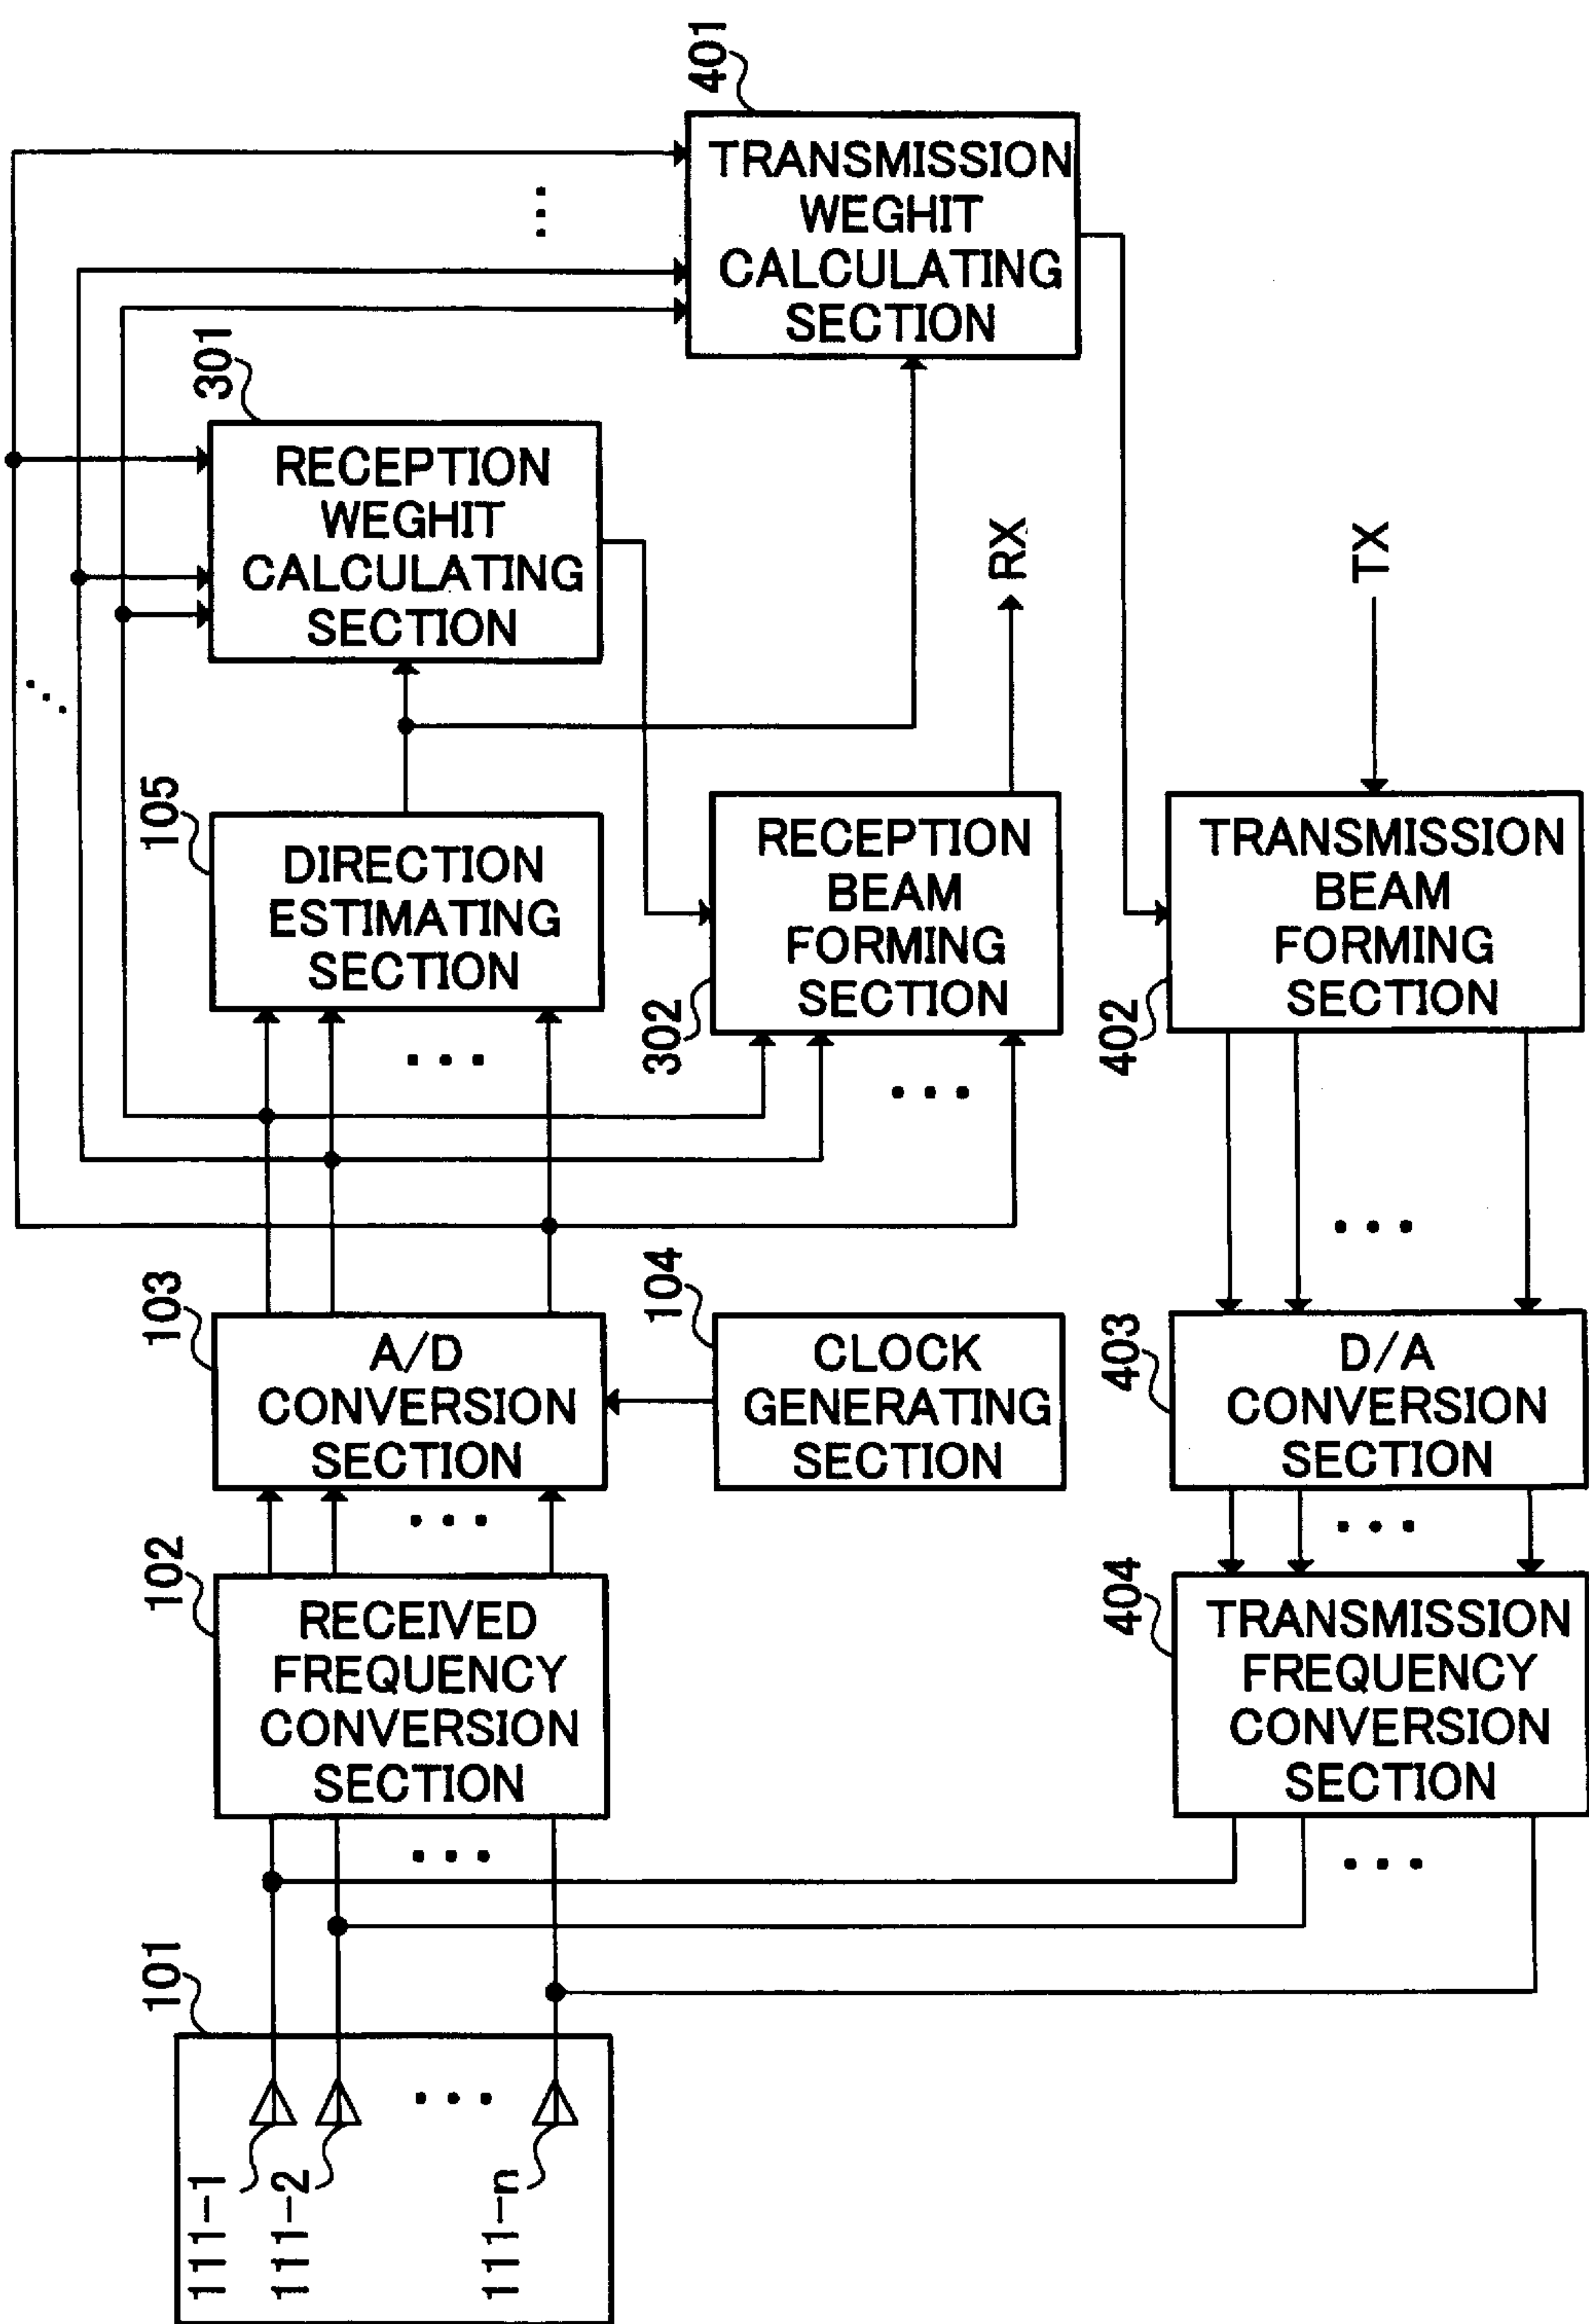 101
111-1
111-2
111-n
102
RECEIVED
FREQUENCY
CONVERSION
SECTION
103
A/D
CONVERSION
SECTION
104
CLOCK
GENERATING
SECTION
105
DIRECTION
ESTIMATING
SECTION
301
RECEPTION
WEGHIT
CALCULATING
SECTION
302
RECEPTION
BEAM
FORMING
SECTION
RX
401
TRANSMISSION
WEGHIT
CALCULATING
SECTION
TX
402
TRANSMISSION
BEAM
FORMING
SECTION
403
D/A
CONVERSION
SECTION
404
TRANSMISSION
FREQUENCY
CONVERSION
SECTION